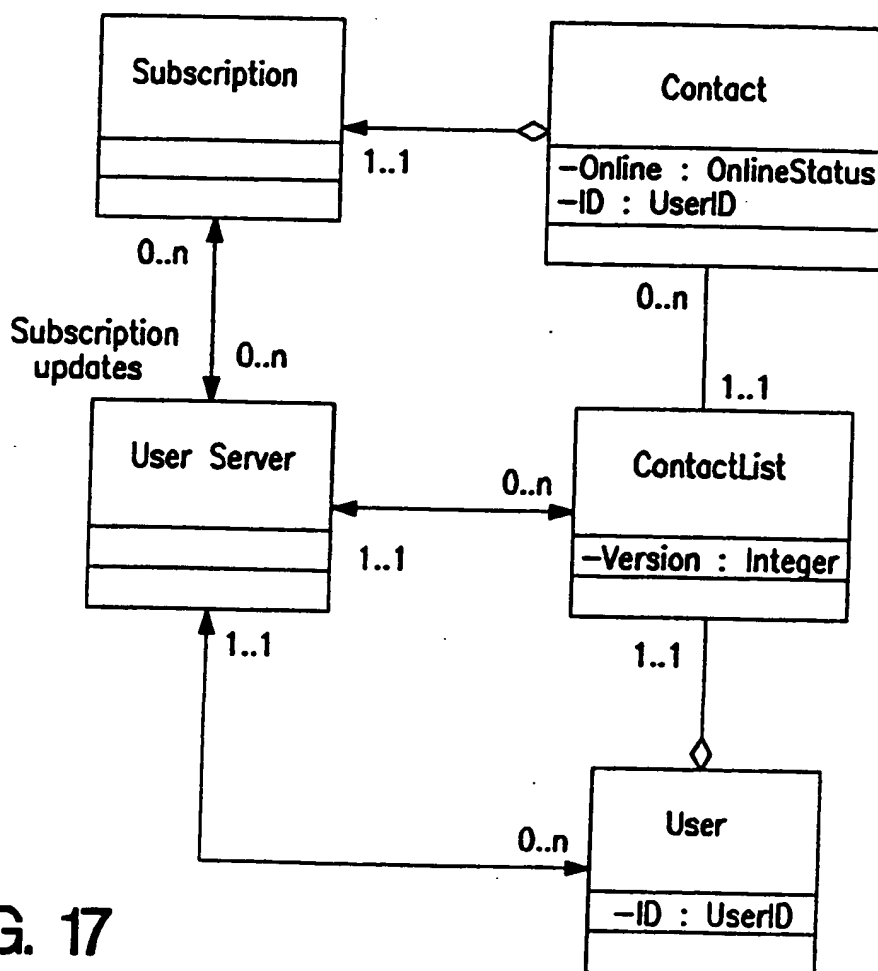 Subscription
Contact
1..1
-Online : OnlineStatus
-ID : UserID
0..n
0..n
Subscription
updates
0..n
1..1
User Server
ContactList
0..n
1..1
-Version : Integer
1..1
1..1
User
0..n
-ID : UserID
G. 17